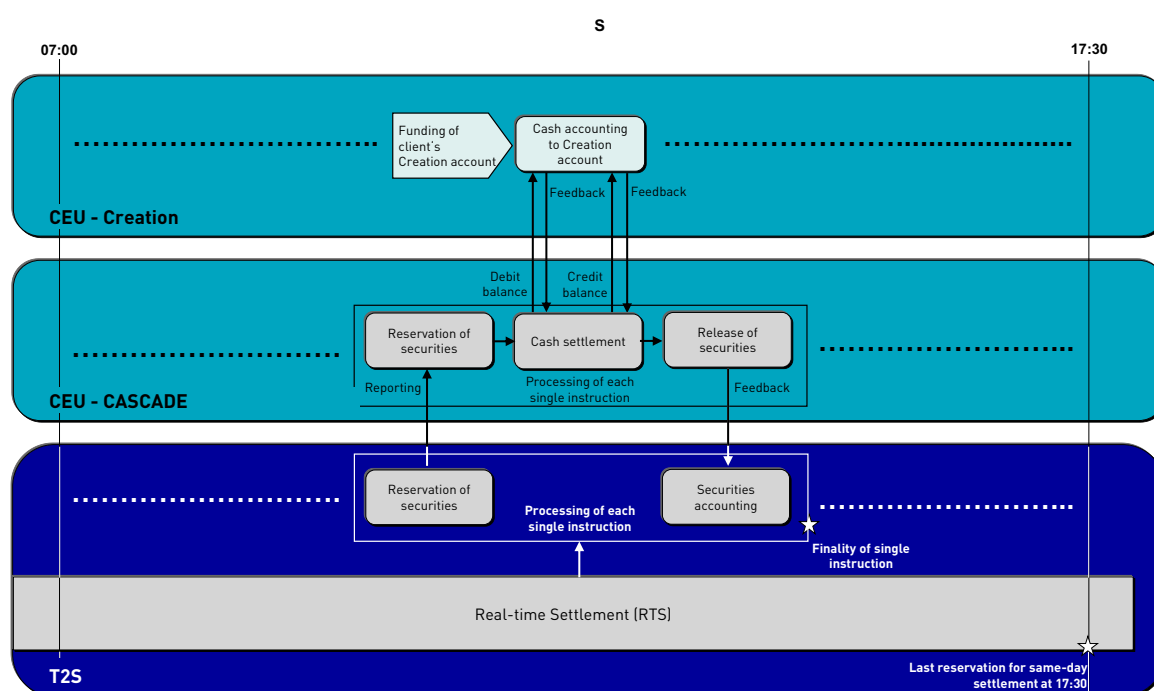 S
07:00
17:30
Funding of
client's
Creation account
Cash accounting
to Creation
account
Feedback
Feedback
CEU - Creation
Debit
balance
Credit
balance
Reservation of
securities
Cash settlement
Release of
securities
Reporting
Processing of each
single instruction
Feedback
CEU - CASCADE
Reservation of
securities
Securities
accounting
Processing of each
single instruction
Finality of single
instruction
Real-time Settlement (RTS)
T2S
Last reservation for same-day
settlement at 17:30